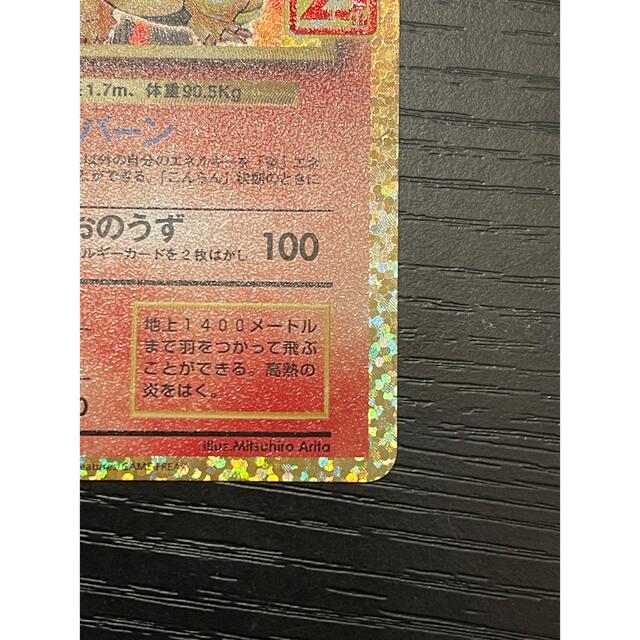 1.7m、体重90.5Kg
バーン
以外の自分のエネルギーを「炎」エネ
とができる。「こんらん」状態のときに
おのうず
ルギーカードを2枚はがし 100
地上1400メートル
まで羽をつかって飛ぶ
ことができる。高熱の
炎をはく。
0
illus.Mitsuhiro Arita
GAME FREAK